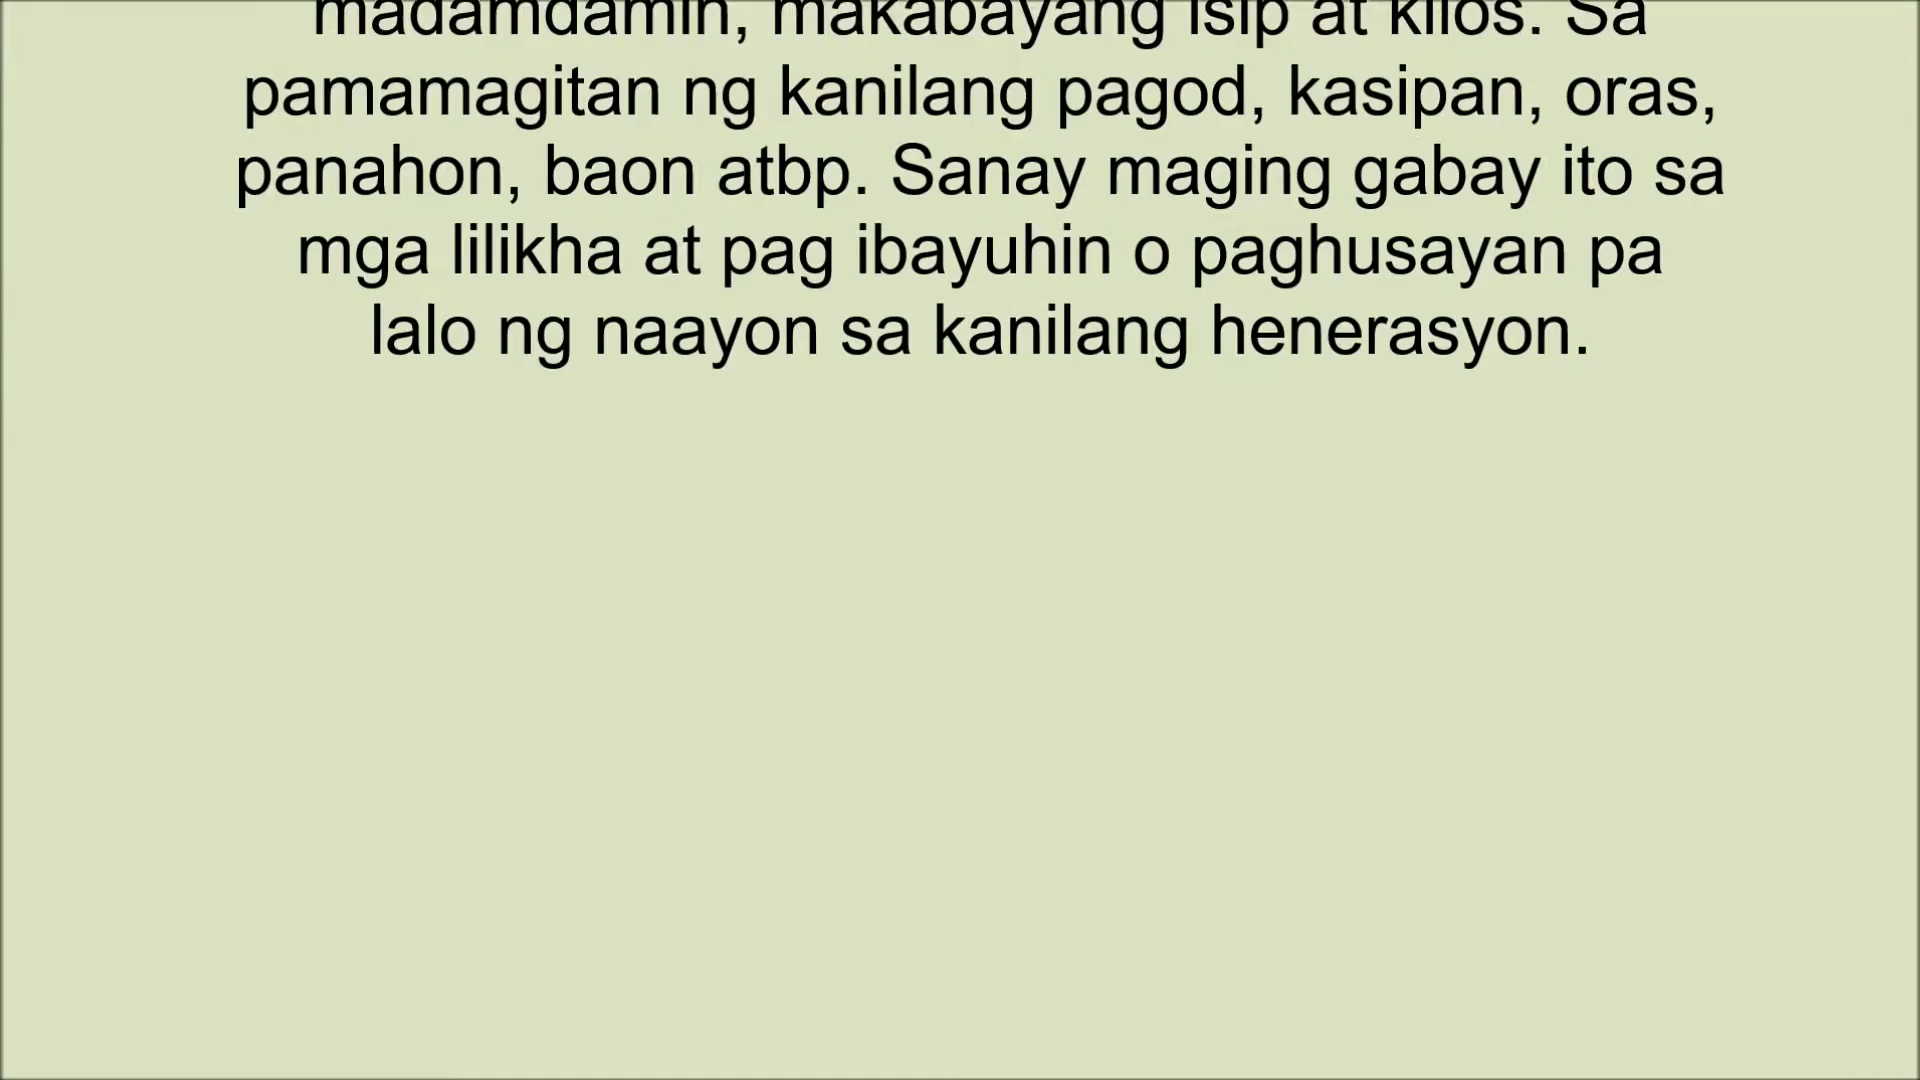 madamdamin, makabayang isip at kilos. Sa
pamamagitan ng kanilang pagod, kasipan, oras,
panahon, baon atbp. Sanay maging gabay ito sa
mga lilikha at pag ibayuhin o paghusayan pa
lalo ng naayon sa kanilang henerasyon.